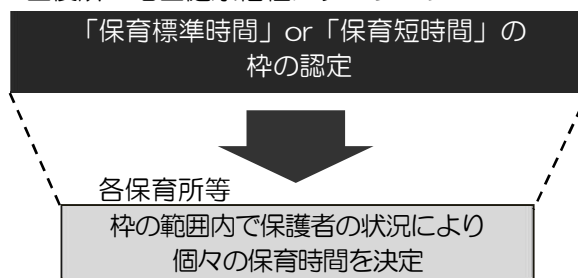 「保育標準時間」or「保育短時間」の
枠の認定
各保育所等
枠の範囲内で保護者の状況により
個々の保育時間を決定